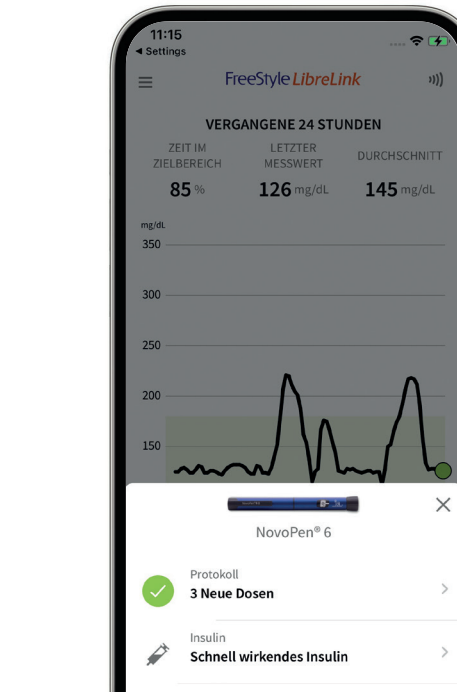 11:15
◀ Settings
FreeStyle LibreLink
VERGANGENE 24 STUNDEN
ZEIT IM ZIELBEREICH
LETZTER MESSWERT
DURCHSCHNITT
85 %
126 mg/dL
145 mg/dL
mg/dL
350
300
250
200
150
NovoPen® 6
Protokoll
3 Neue Dosen
Insulin
Schnell wirkendes Insulin